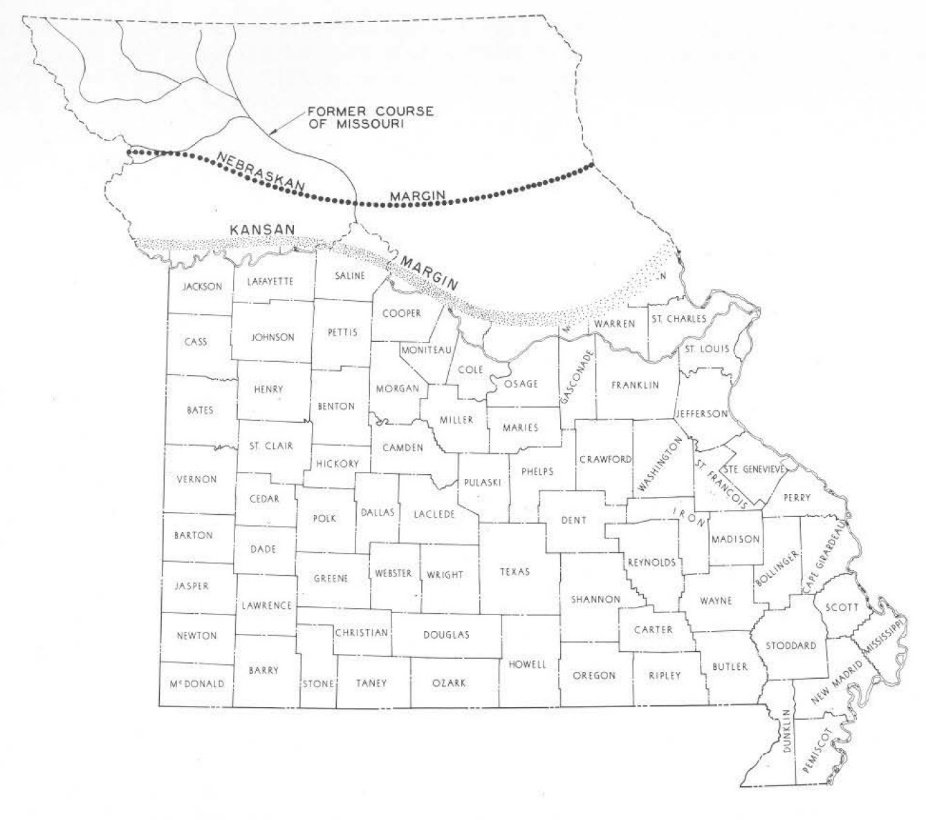 FORMER COURSE
OF MISSOURI
NEBRASKAN MARGIN
KANSAN MARGIN
JACKSON
LAFAYETTE
SALINE
COOPER
N
M
WARREN
ST. CHARLES
CASS
JOHNSON
PETTIS
MONITEAU
COLE
OSAGE
GASCONADE
FRANKLIN
ST. LOUIS
BATES
HENRY
BENTON
MORGAN
MILLER
MARIES
JEFFERSON
ST. CLAIR
HICKORY
CAMDEN
PULASKI
PHELPS
CRAWFORD
WASHINGTON
ST. FRANCOIS
STE. GENEVIEVE
PERRY
VERNON
CEDAR
POLK
DALLAS
LACLEDE
DENT
IRON
MADISON
BOLLINGER
CAPE GIRARDEAU
BARTON
DADE
GREENE
WEBSTER
WRIGHT
TEXAS
REYNOLDS
JASPER
LAWRENCE
SHANNON
WAYNE
SCOTT
MISSISSIPPI
NEWTON
CHRISTIAN
DOUGLAS
HOWELL
CARTER
STODDARD
NEW MADRID
McDONALD
BARRY
STONE
TANEY
OZARK
OREGON
RIPLEY
BUTLER
DUNKLIN
PEMISCOT